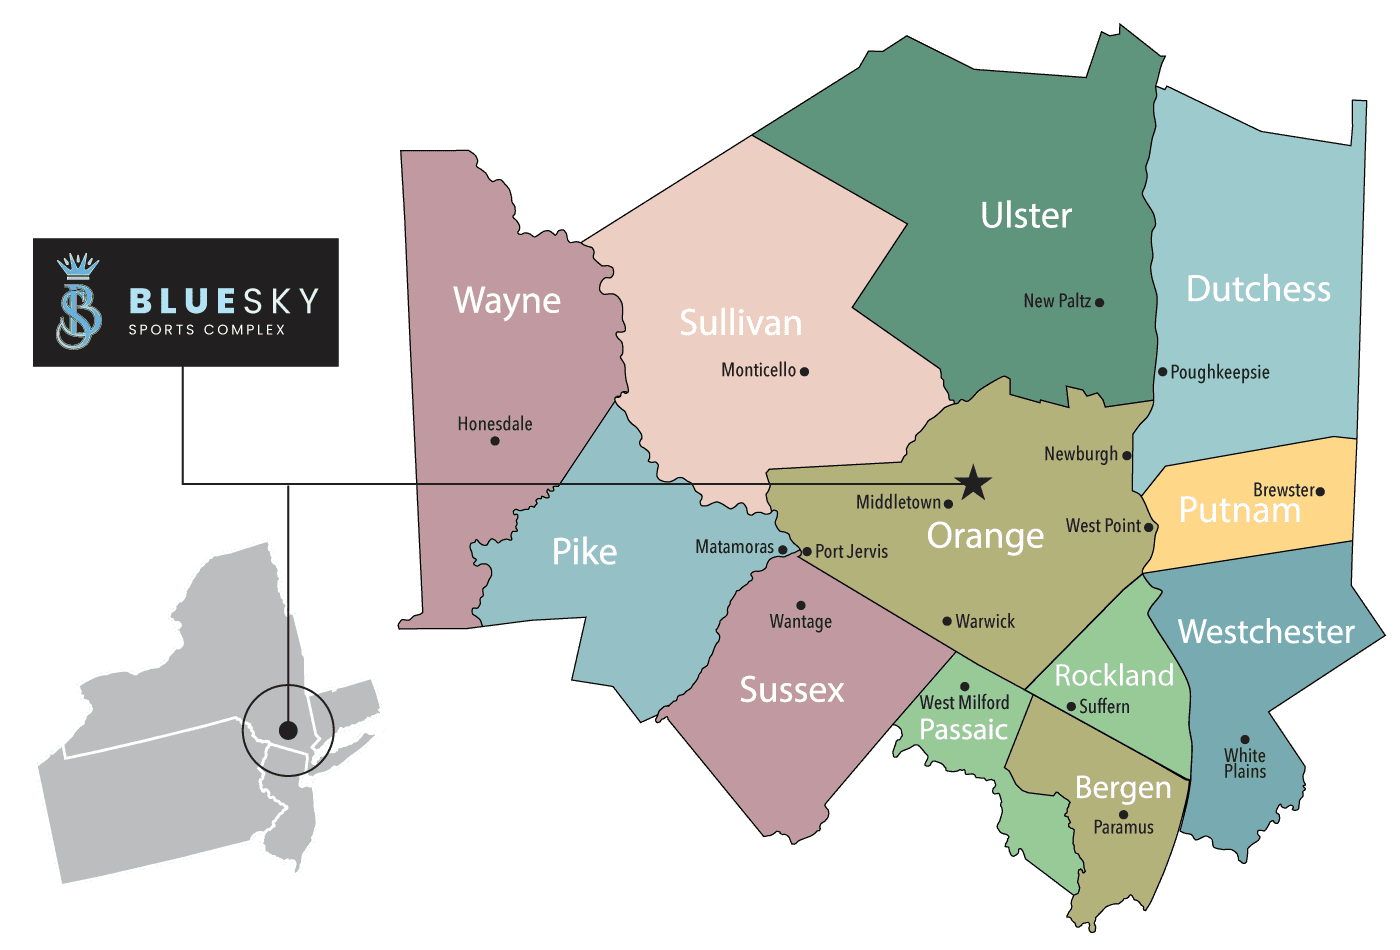 BLUESKY
SPORTS COMPLEX
Wayne
Honesdale
Sullivan
Monticello
Ulster
New Paltz
Dutchess
Poughkeepsie
Newburgh
Middletown
Orange
West Point
Brewster
Putnam
Pike
Matamoras
Port Jervis
Wantage
Warwick
Sussex
Westchester
White
Plains
Rockland
Suffern
West Milford
Passaic
Bergen
Paramus